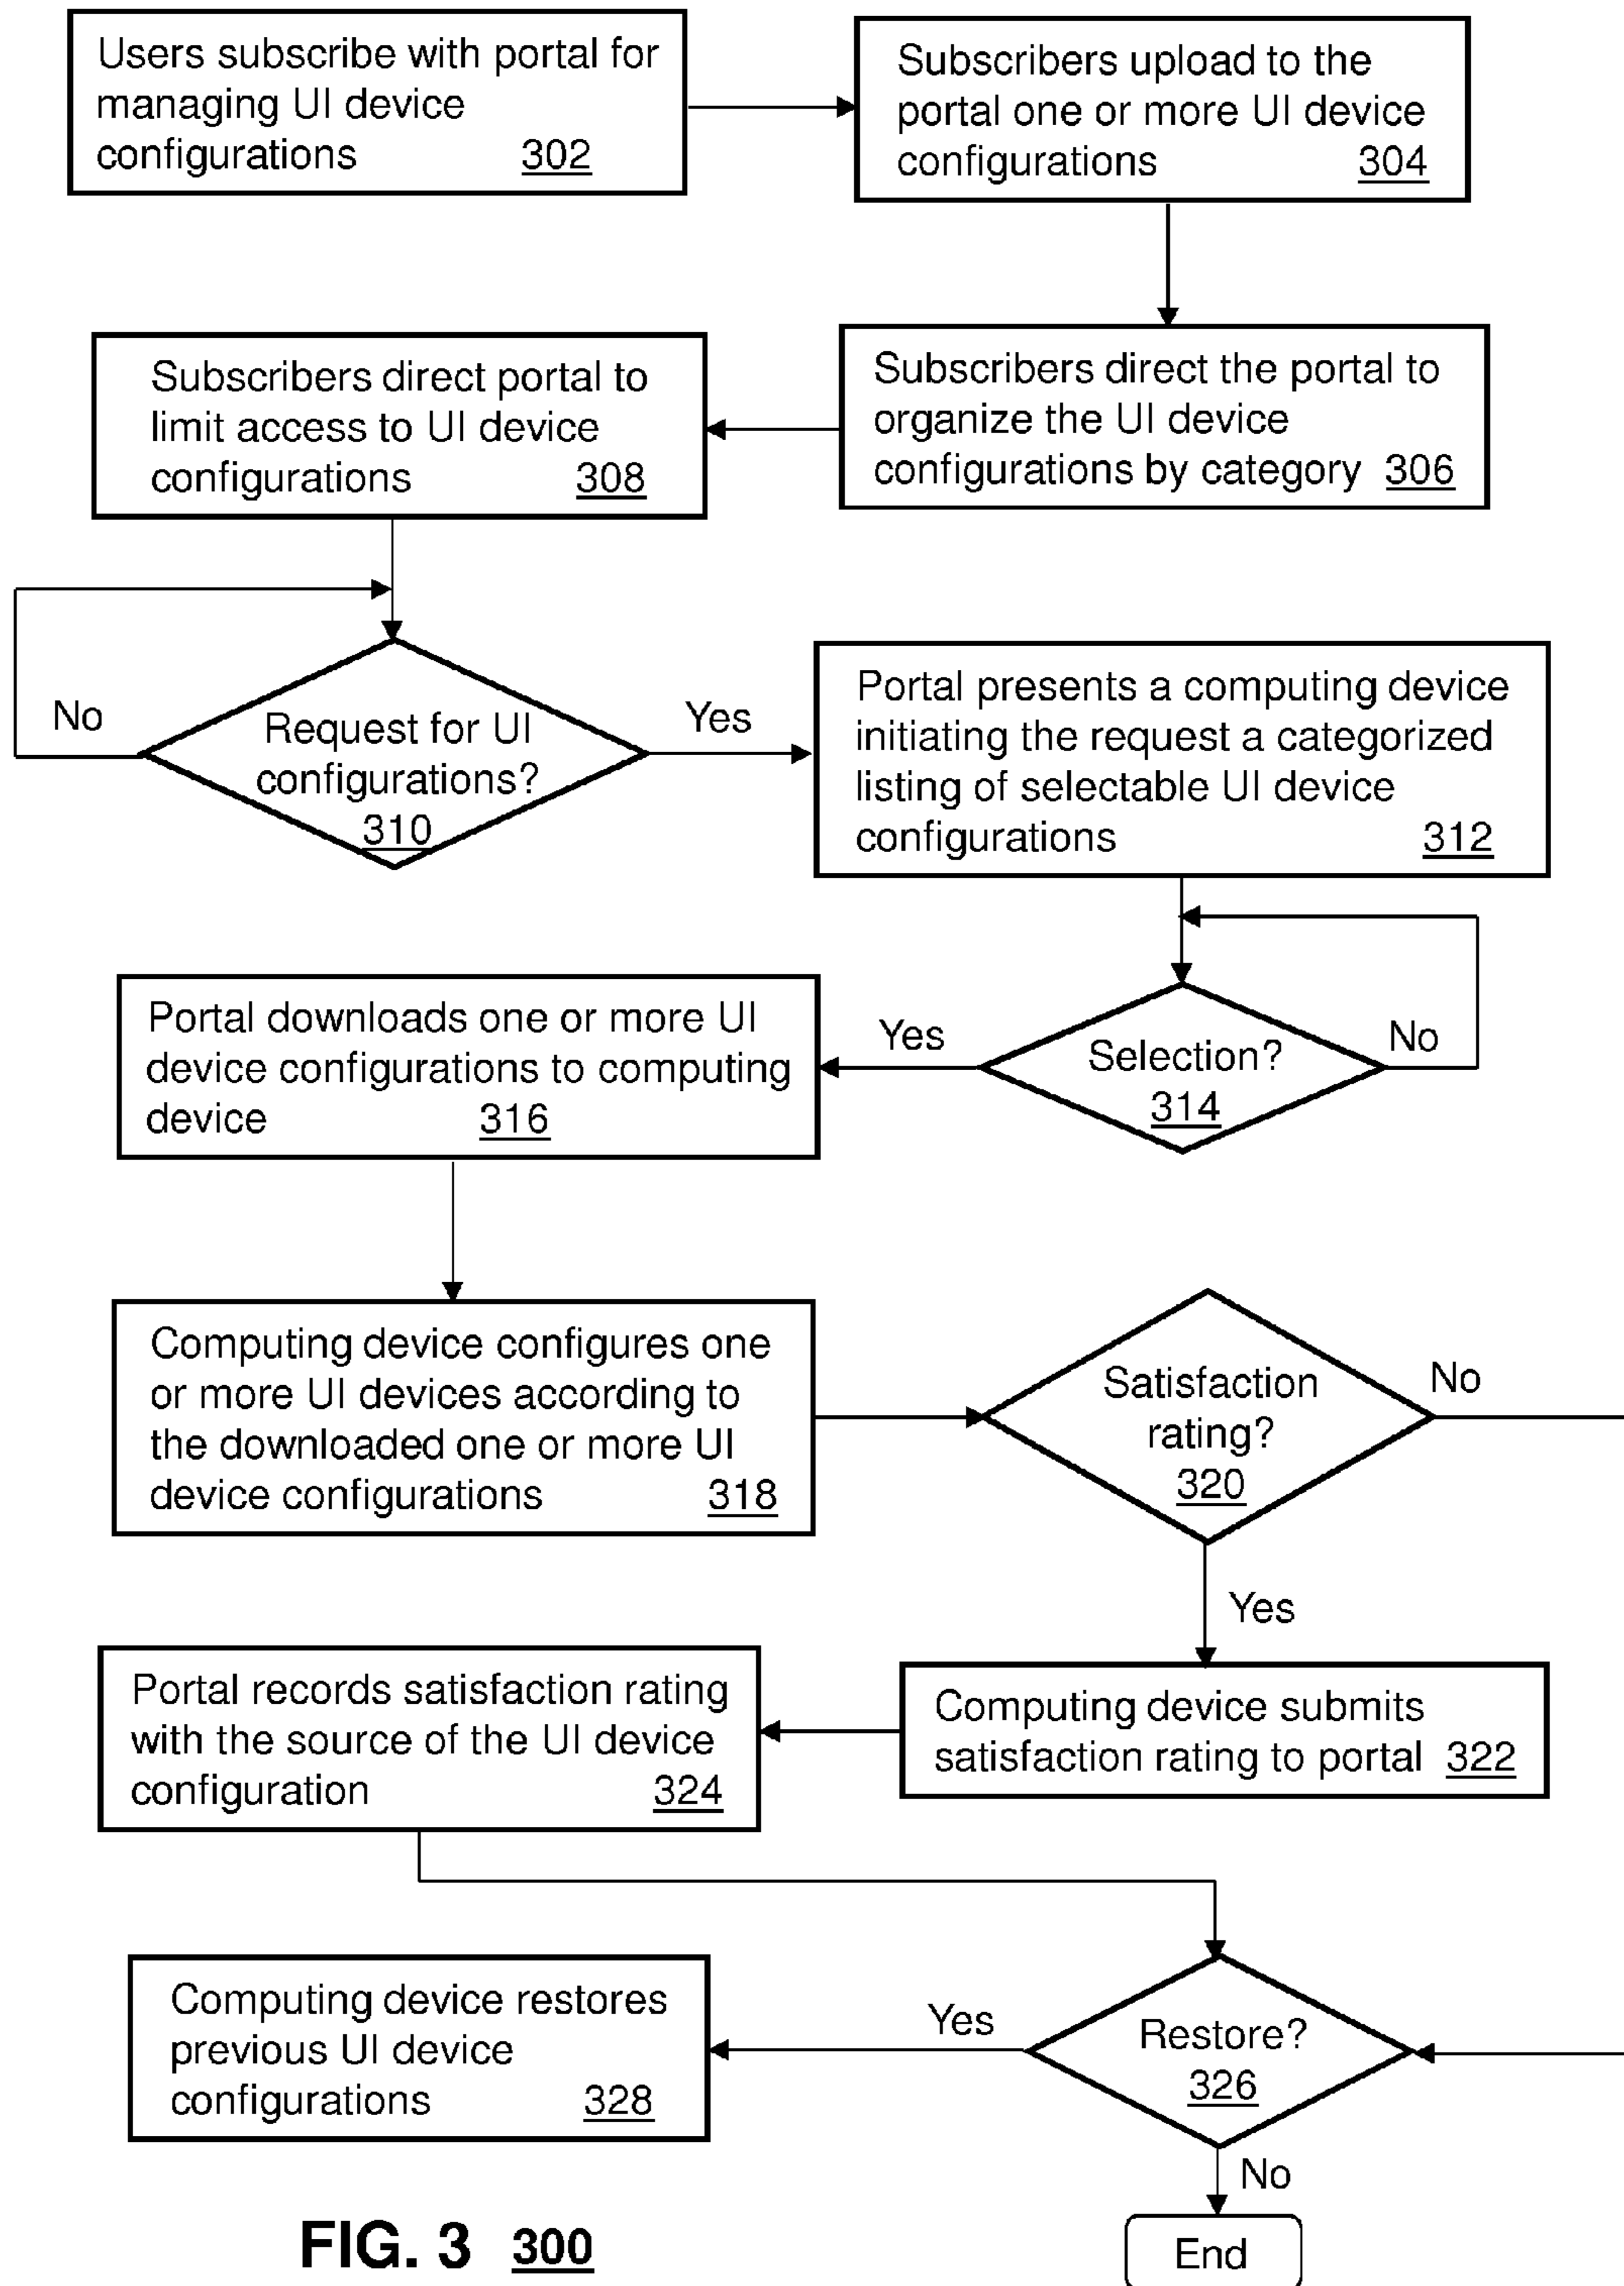 Users subscribe with portal for
managing UI device
configurations 302
Subscribers upload to the
portal one or more UI device
configurations 304
Subscribers direct the portal to
organize the UI device
configurations by category 306
Subscribers direct portal to
limit access to UI device
configurations 308
No
Request for UI
configurations?
310
Yes
Portal presents a computing device
initiating the request a categorized
listing of selectable UI device
configurations 312
Selection?
314
No
Yes
Portal downloads one or more UI
device configurations to computing
device 316
Computing device configures one
or more UI devices according to
the downloaded one or more UI
device configurations 318
Satisfaction
rating?
320
No
Yes
Computing device submits
satisfaction rating to portal 322
Portal records satisfaction rating
with the source of the UI device
configuration 324
Restore?
326
Yes
Computing device restores
previous UI device
configurations 328
No
End
FIG. 3 300